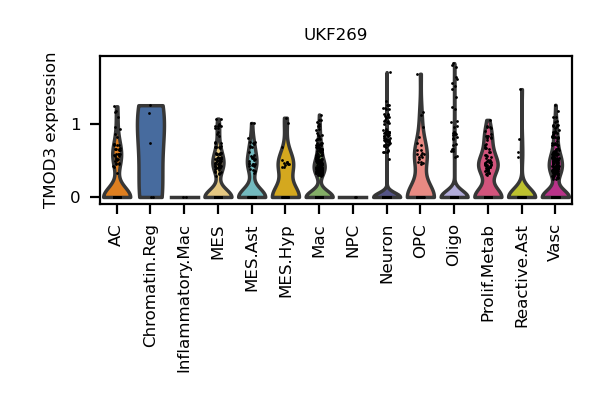 UKF269
TMOD3 expression
1
0
AC
Chromatin.Reg
Inflammatory.Mac
MES
MES.Ast
MES.Hyp
Mac
NPC
Neuron
OPC
Oligo
Prolif.Metab
Reactive.Ast
Vasc